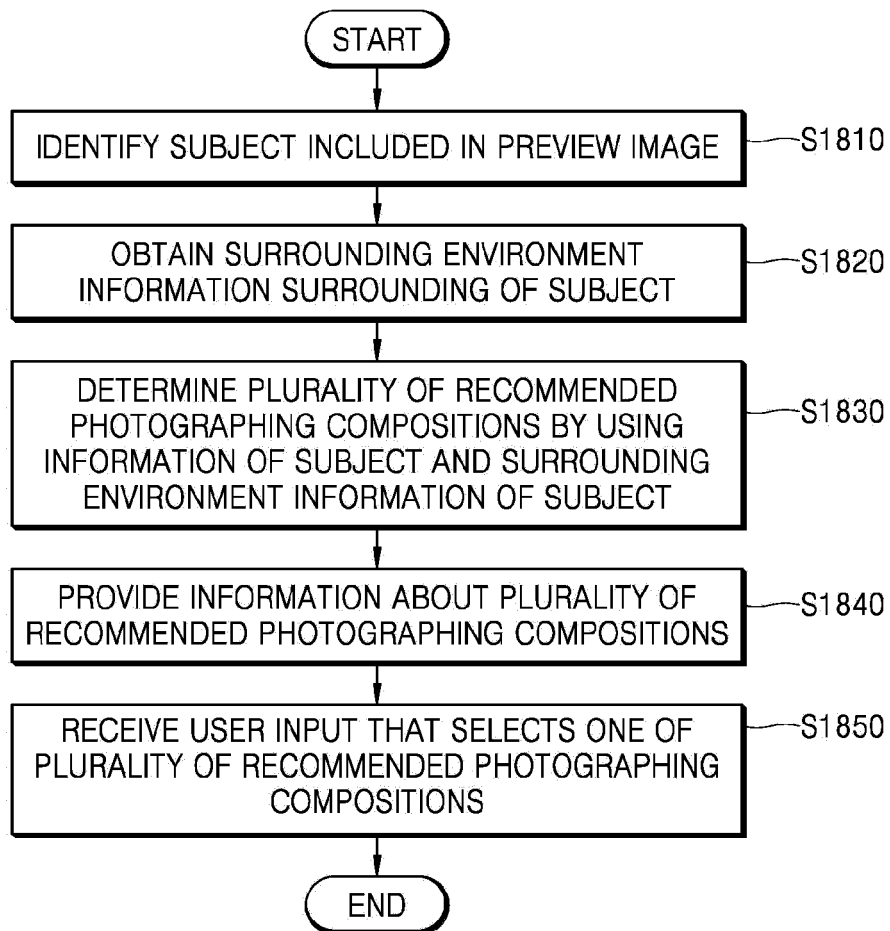 START
IDENTIFY SUBJECT INCLUDED IN PREVIEW IMAGE
S1810
OBTAIN SURROUNDING ENVIRONMENT
INFORMATION SURROUNDING OF SUBJECT
S1820
DETERMINE PLURALITY OF RECOMMENDED
PHOTOGRAPHING COMPOSITIONS BY USING
INFORMATION OF SUBJECT AND SURROUNDING
ENVIRONMENT INFORMATION OF SUBJECT
S1830
PROVIDE INFORMATION ABOUT PLURALITY OF
RECOMMENDED PHOTOGRAPHING COMPOSITIONS
S1840
RECEIVE USER INPUT THAT SELECTS ONE OF
PLURALITY OF RECOMMENDED PHOTOGRAPHING
COMPOSITIONS
S1850
END